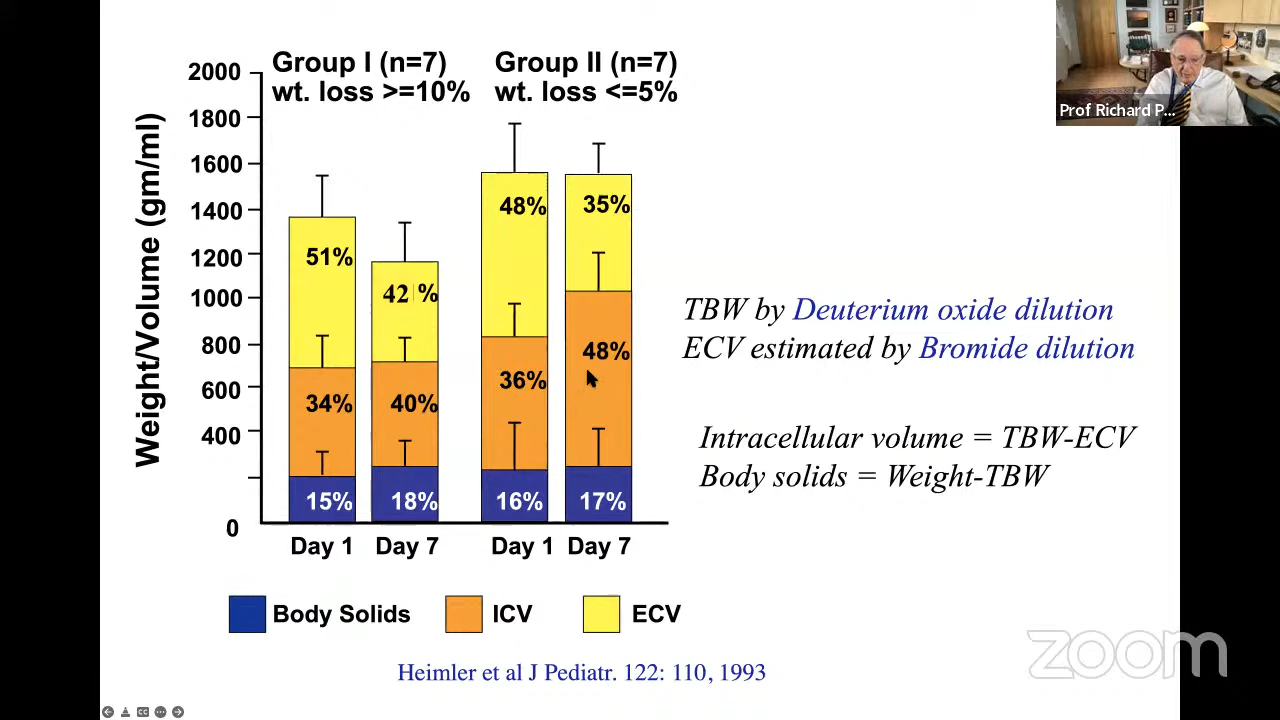 Group I (n=7)
wt. loss >=10%
Group II (n=7)
wt. loss <=5%
Prof Richard P...
Weight/Volume (gm/ml)
2000
1800
1600
1400
1200
1000
800
600
400
0
51%
34%
15%
42 %
40%
18%
48%
36%
16%
35%
48%
17%
Day 1
Day 7
Day 1
Day 7
TBW by Deuterium oxide dilution
ECV estimated by Bromide dilution
Intracellular volume = TBW-ECV
Body solids = Weight-TBW
Body Solids
ICV
ECV
Heimler et al J Pediatr. 122: 110, 1993
zoom
CC